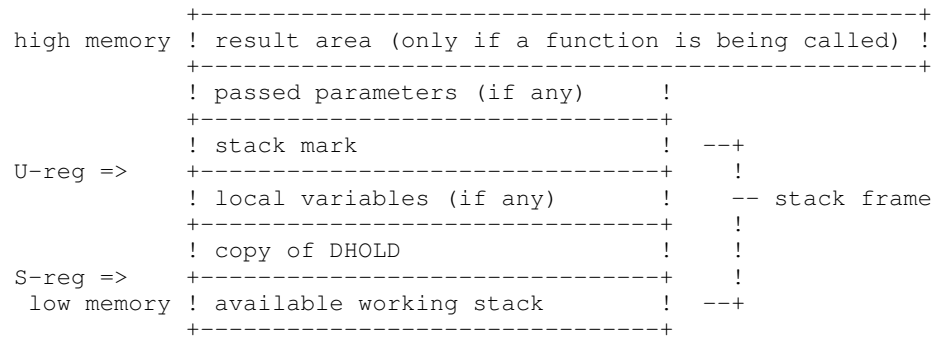 +--------------------------------------------------+
high memory ! result area (only if a function is being called) !
            +--------------------------------------------------+
            ! passed parameters (if any)     !
            +--------------------------------+
            ! stack mark                     !  --+
U-reg =>    +--------------------------------+    !
            ! local variables (if any)       !    -- stack frame
            +--------------------------------+    !
            ! copy of DHOLD                  !    !
S-reg =>    +--------------------------------+    !
 low memory ! available working stack        !  --+
            +--------------------------------+